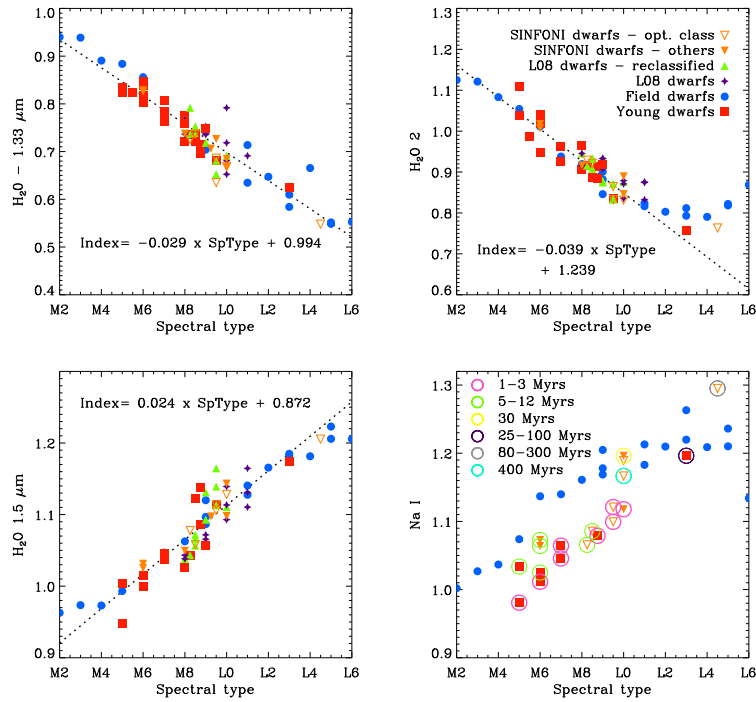 1.0
0.9
0.8
0.7
0.6
0.5
0.4
H₂O − 1.33 μm
Index= −0.029 x SpType + 0.994
M2 M4 M6 M8 L0 L2 L4 L6
Spectral type
1.3
1.2
1.1
1.0
0.9
0.8
0.7
0.6
H₂O 2
SINFONI dwarfs − opt. class
SINFONI dwarfs − others
L08 dwarfs − reclassified
L08 dwarfs
Field dwarfs
Young dwarfs
Index= −0.039 x SpType
+ 1.239
M2 M4 M6 M8 L0 L2 L4 L6
Spectral type
1.2
1.1
1.0
0.9
H₂O 1.5 μm
Index= 0.024 x SpType + 0.872
M2 M4 M6 M8 L0 L2 L4 L6
Spectral type
1.3
1.2
1.1
1.0
0.9
Na I
1−3 Myrs
5−12 Myrs
30 Myrs
25−100 Myrs
80−300 Myrs
400 Myrs
M2 M4 M6 M8 L0 L2 L4 L6
Spectral type